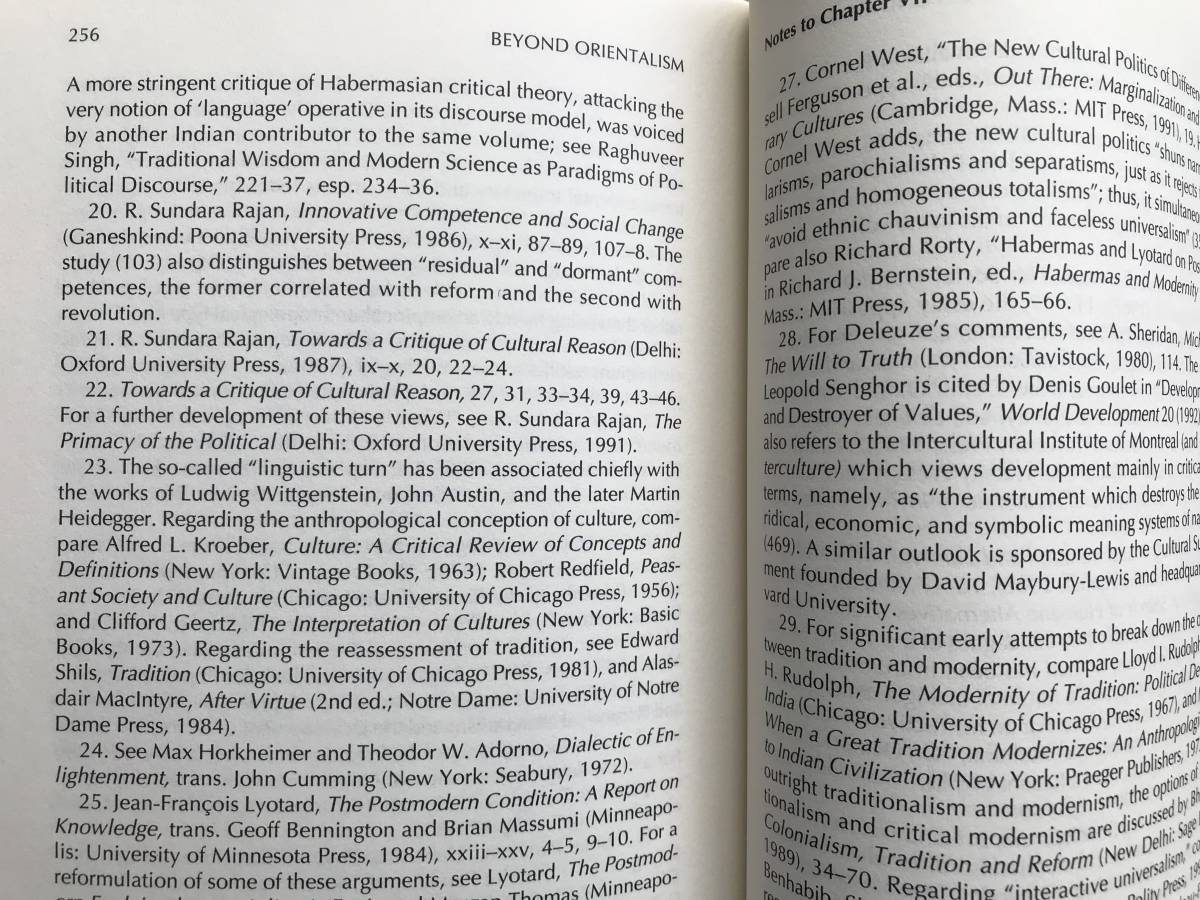 256
BEYOND ORIENTALISM
A more stringent critique of Habermasian critical theory, attacking the
very notion of ‘language’ operative in its discourse model, was voiced
by another Indian contributor to the same volume; see Raghuveer
Singh, “Traditional Wisdom and Modern Science as Paradigms of Po-
litical Discourse,” 221–37, esp. 234–36.
20. R. Sundara Rajan, Innovative Competence and Social Change
(Ganeshkind: Poona University Press, 1986), x–xi, 87–89, 107–8. The
study (103) also distinguishes between “residual” and “dormant” com-
petences, the former correlated with reform and the second with
revolution.
21. R. Sundara Rajan, Towards a Critique of Cultural Reason (Delhi:
Oxford University Press, 1987), ix–x, 20, 22–24.
22. Towards a Critique of Cultural Reason, 27, 31, 33–34, 39, 43–46.
For a further development of these views, see R. Sundara Rajan, The
Primacy of the Political (Delhi: Oxford University Press, 1991).
23. The so-called “linguistic turn” has been associated chiefly with
the works of Ludwig Wittgenstein, John Austin, and the later Martin
Heidegger. Regarding the anthropological conception of culture, com-
pare Alfred L. Kroeber, Culture: A Critical Review of Concepts and
Definitions (New York: Vintage Books, 1963); Robert Redfield, Peas-
ant Society and Culture (Chicago: University of Chicago Press, 1956);
and Clifford Geertz, The Interpretation of Cultures (New York: Basic
Books, 1973). Regarding the reassessment of tradition, see Edward
Shils, Tradition (Chicago: University of Chicago Press, 1981), and Alas-
dair MacIntyre, After Virtue (2nd ed.; Notre Dame: University of Notre
Dame Press, 1984).
24. See Max Horkheimer and Theodor W. Adorno, Dialectic of En-
lightenment, trans. John Cumming (New York: Seabury, 1972).
25. Jean-François Lyotard, The Postmodern Condition: A Report on
Knowledge, trans. Geoff Bennington and Brian Massumi (Minneapo-
lis: University of Minnesota Press, 1984), xxiii–xxv, 4–5, 9–10. For a
reformulation of some of these arguments, see Lyotard, The Postmod-
Thomas (Minneapo-
Notes to Chapter
27. Cornel West, “The New Cultural Politics of
sell Ferguson et al., eds., Out There: Marginalization and
rary Cultures (Cambridge, Mass.: MIT Press, 1991), 19.
Cornel West adds, the new cultural politics “shuns
larisms, parochialisms and separatisms, just as it rejects
salisms and homogeneous totalisms”; thus, it
“avoid ethnic chauvinism and faceless universalism”
pare also Richard Rorty, “Habermas and Lyotard on
in Richard J. Bernstein, ed., Habermas and Modernity
Mass.: MIT Press, 1985), 165–66.
28. For Deleuze’s comments, see A. Sheridan,
The Will to Truth (London: Tavistock, 1980), 114. The
Leopold Senghor is cited by Denis Goulet in
and Destroyer of Values,” World Development 20 (1992)
also refers to the Intercultural Institute of Montreal (and
terculture) which views development mainly in
terms, namely, as “the instrument which destroys the
ridical, economic, and symbolic meaning systems of
(469). A similar outlook is sponsored by the Cultural
ment founded by David Maybury-Lewis and
vard University.
29. For significant early attempts to break down the
tween tradition and modernity, compare Lloyd I. Rudolph
H. Rudolph, The Modernity of Tradition: Political
India (Chicago: University of Chicago Press, 1967), and
When a Great Tradition Modernizes: An
to Indian Civilization (New York: Praeger Publishers,
outright traditionalism and modernism, the options of
tionalism and critical modernism are discussed by
Colonialism, Tradition and Reform (New Delhi: Sage
1989), 34–70. Regarding “interactive universalism,”
Benhabib,